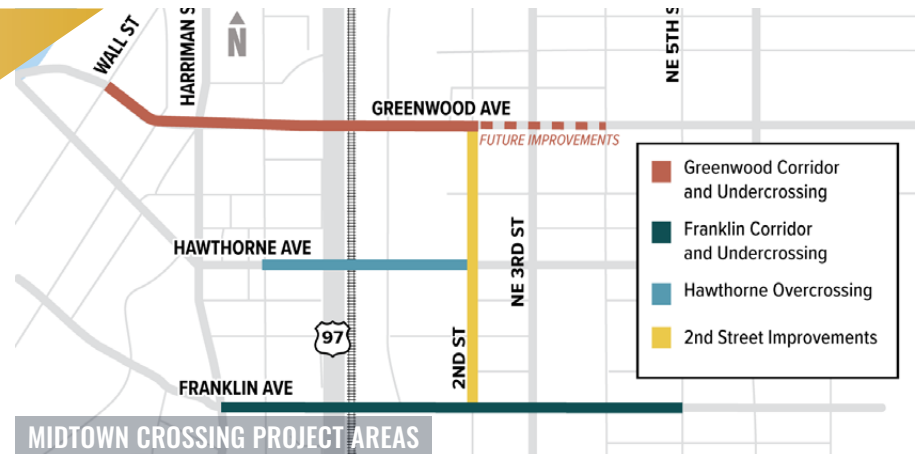 WALL ST
HARRIMAN S
N
NE 5TH S
GREENWOOD AVE
FUTURE IMPROVEMENTS
Greenwood Corridor
and Undercrossing
Franklin Corridor
and Undercrossing
Hawthorne Overcrossing
2nd Street Improvements
HAWTHORNE AVE
NE 3RD ST
97
2ND ST
FRANKLIN AVE
MIDTOWN CROSSING PROJECT AREAS